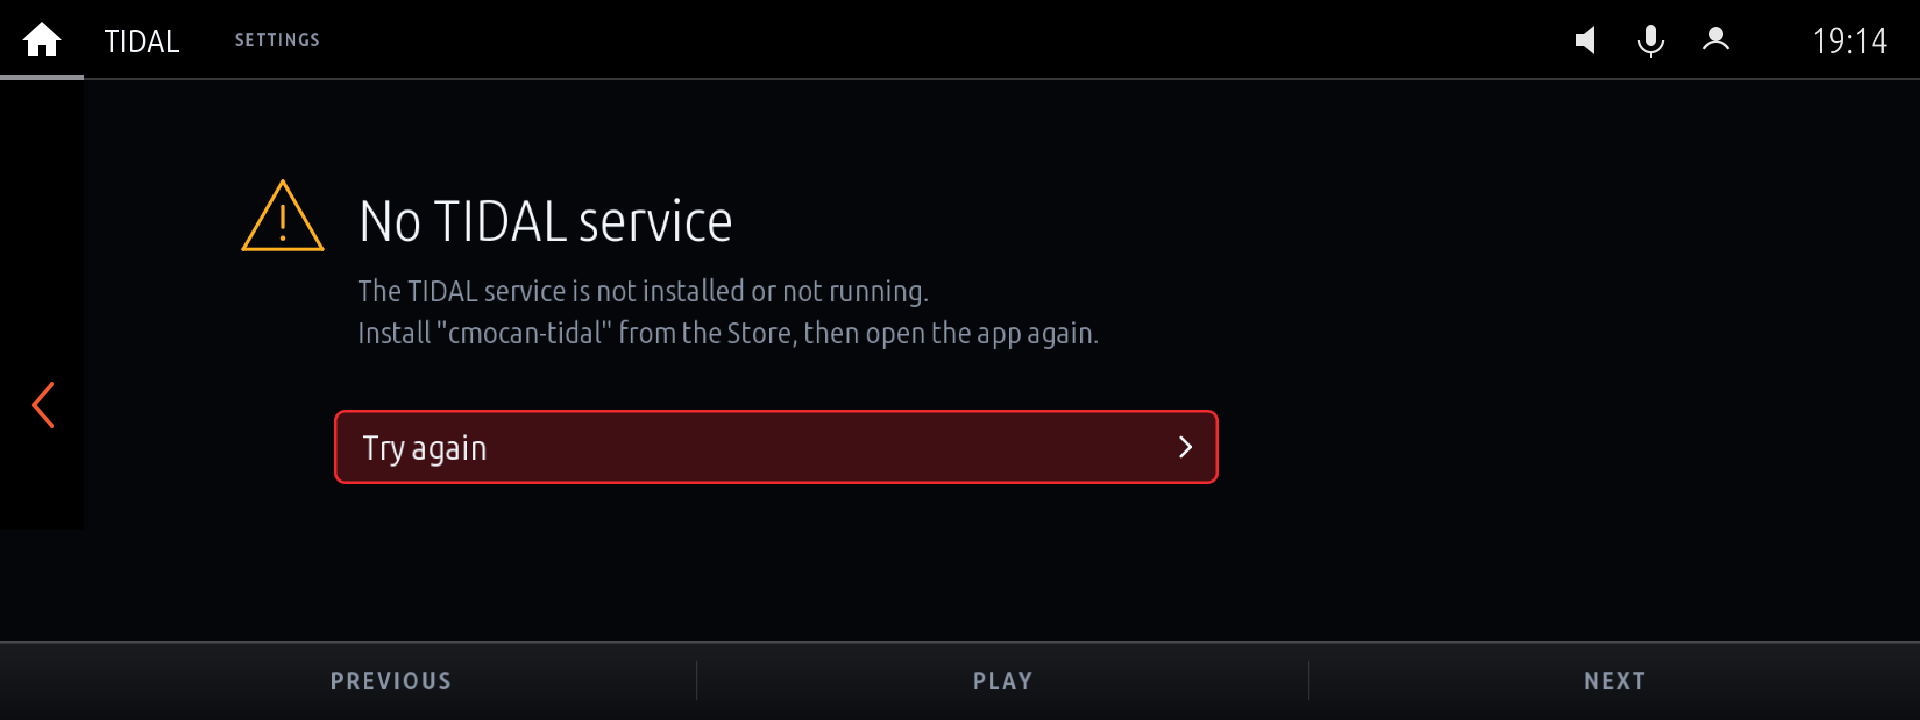 TIDAL
SETTINGS
19:14
No TIDAL service
The TIDAL service is not installed or not running.
Install "cmocan-tidal" from the Store, then open the app again.
Try again
PREVIOUS
PLAY
NEXT